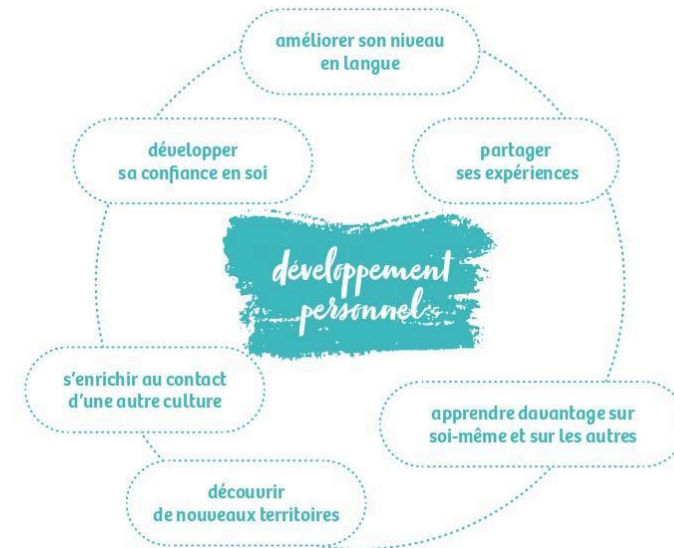 améliorer son niveau
en langue
développer
sa confiance en soi
partager
ses expériences
développement
personnel
s'enrichir au contact
d'une autre culture
apprendre davantage sur
soi-même et sur les autres
découvrir
de nouveaux territoires